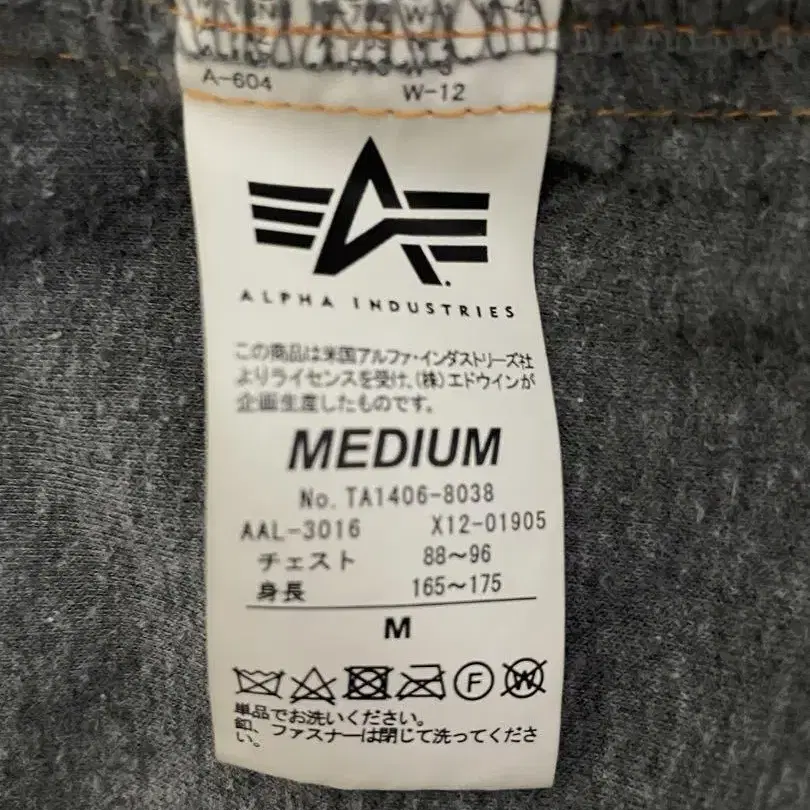 A-604
W-12
ALPHA INDUSTRIES
この商品は米国アルファ・インダストリーズ社
よりライセンスを受け、(株)エドウインが
企画生産したものです。
MEDIUM
No. TA1406-8038
AAL-3016 X12-01905
チェスト 88～96
身長 165～175
M
F W
単品でお洗いください。
釦、ファスナーは閉じて洗ってくださ
い。